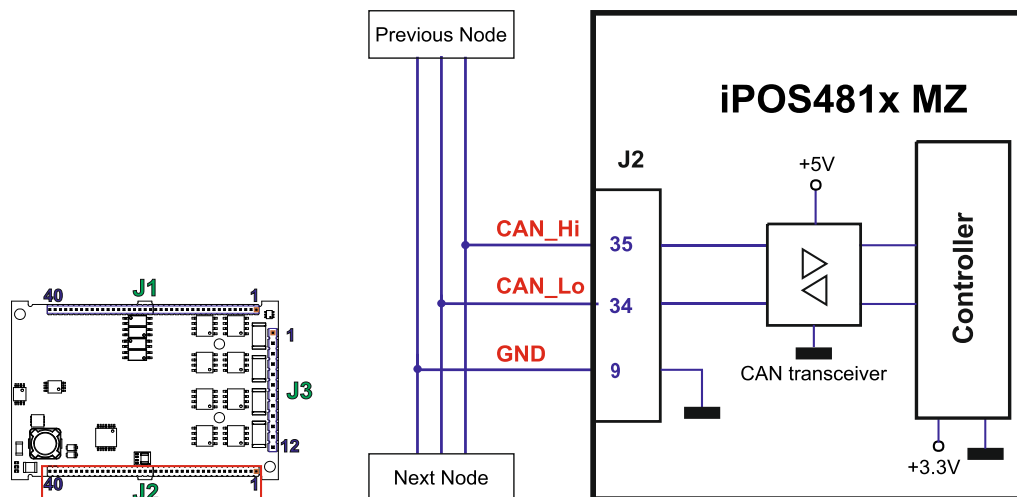 Previous Node
iPOS481x MZ
J2
+5V
CAN_Hi
35
CAN_Lo
34
GND
9
CAN transceiver
Controller
+3.3V
Next Node
J1
40
1
1
J3
12
40
1
J2